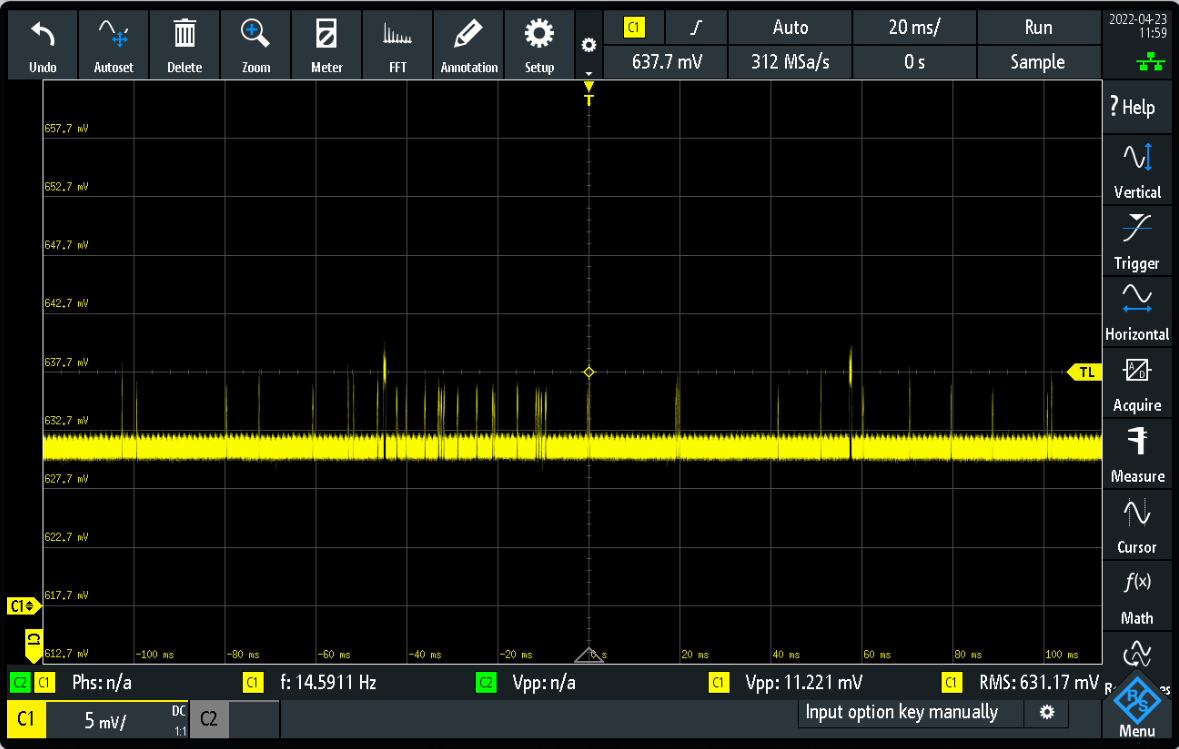 C1 Auto 20 ms/ Run 2022-04-23
11:59
637.7 mV 312 MSa/s 0 s Sample
Undo Autoset Delete Zoom Meter FFT Annotation Setup
T
? Help
657.7 mV
652.7 mV
Vertical
647.7 mV
Trigger
642.7 mV
Horizontal
637.7 mV
TL
A D
Acquire
632.7 mV
627.7 mV
Measure
622.7 mV
Cursor
617.7 mV
f(x)
C1
Math
C1
612.7 mV -100 ms -80 ms -60 ms -40 ms -20 ms 0 s 20 ms 40 ms 60 ms 80 ms 100 ms
C2 C1 Phs: n/a C1 f: 14.5911 Hz C2 Vpp: n/a C1 Vpp: 11.221 mV C1 RMS: 631.17 mV
C1 5 mV/ DC
1:1
C2
Input option key manually
R&S
Menu